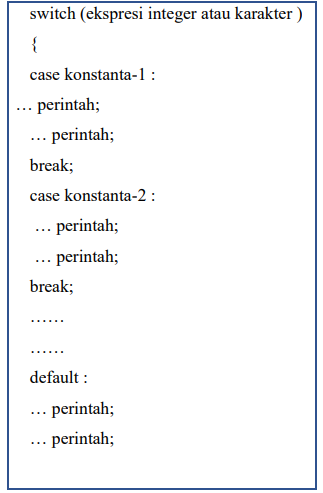 switch (ekspresi integer atau karakter )
{
case konstanta-1 :
… perintah;
… perintah;
break;
case konstanta-2 :
… perintah;
… perintah;
break;
……
……
default :
… perintah;
… perintah;